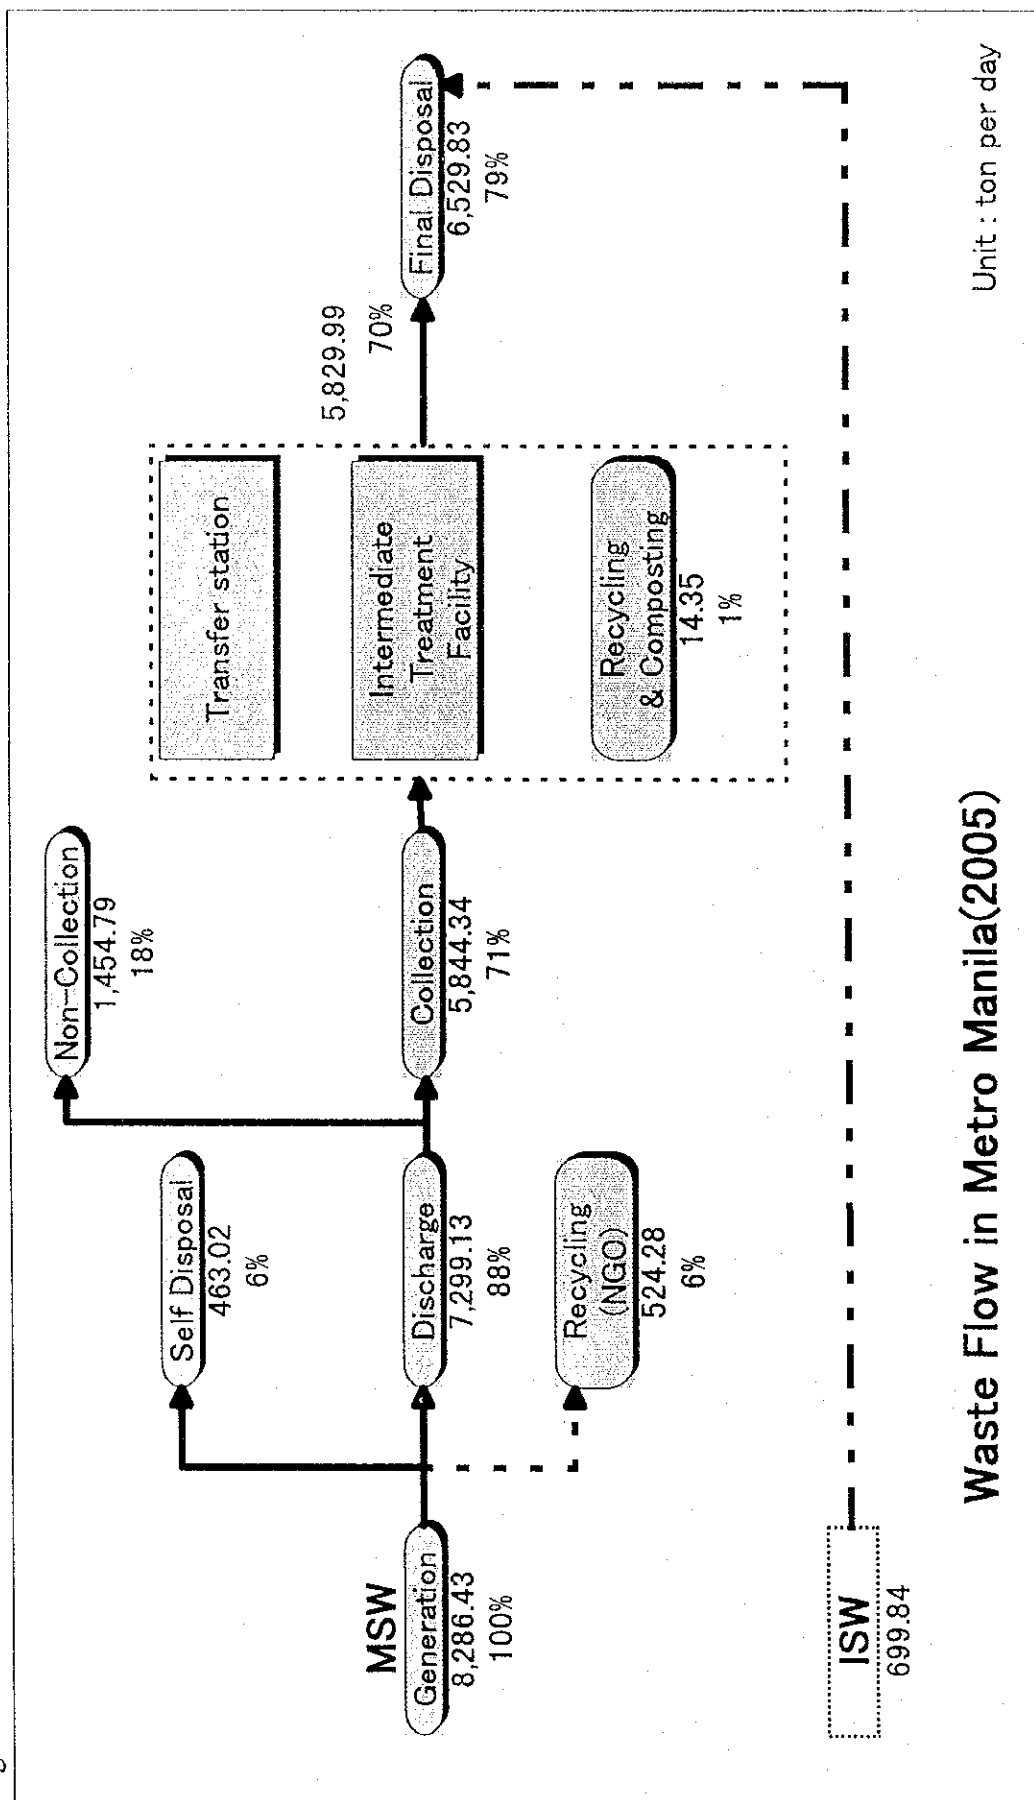 MSW
Generation
8,286.43
100%
Self Disposal
463.02
6%
Discharge
7,299.13
88%
Recycling
(NGO)
524.28
6%
Non-Collection
1,454.79
18%
Collection
5,844.34
71%
Transfer station
Intermediate
Treatment
Facility
Recycling
& Composting
14.35
1%
5,829.99
70%
Final Disposal
6,529.83
79%
ISW
699.84
Unit : ton per day
Waste Flow in Metro Manila(2005)